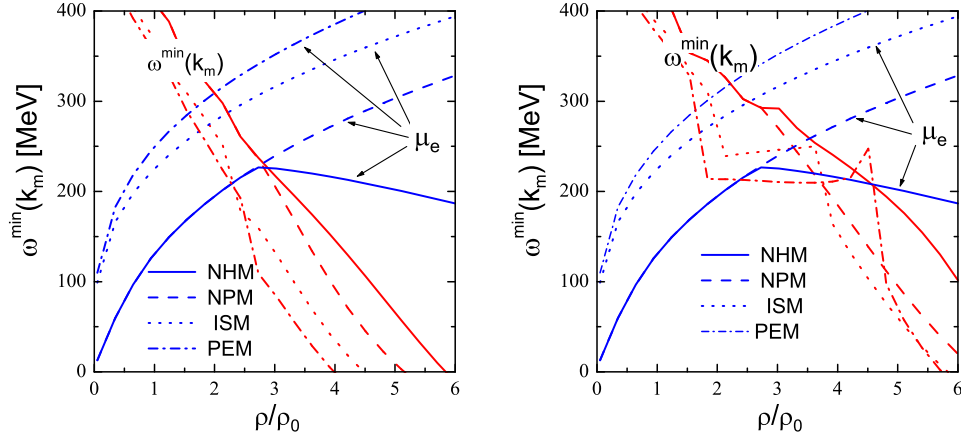 400
300
200
100
0
ω^min(k_m) [MeV]
ω^min(k_m)
μ_e
NHM
NPM
ISM
PEM
0 1 2 3 4 5 6
ρ/ρ_0
400
300
200
100
0
ω^min(k_m) [MeV]
ω^min(k_m)
μ_e
NHM
NPM
ISM
PEM
0 1 2 3 4 5 6
ρ/ρ_0